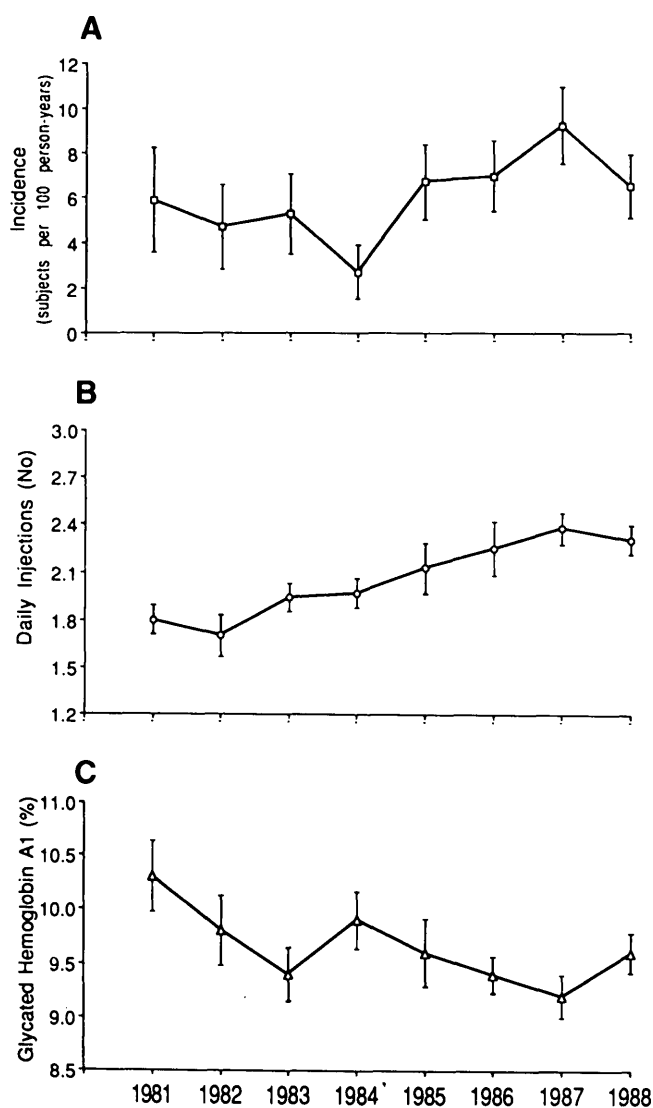 A
Incidence
(subjects per 100 person-years)
12
10
8
6
4
2
0
B
Daily Injections (No)
3.0
2.7
2.4
2.1
1.8
1.5
1.2
C
Glycated Hemoglobin A1 (%)
11.0
10.5
10.0
9.5
9.0
8.5
1981 1982 1983 1984 1985 1986 1987 1988